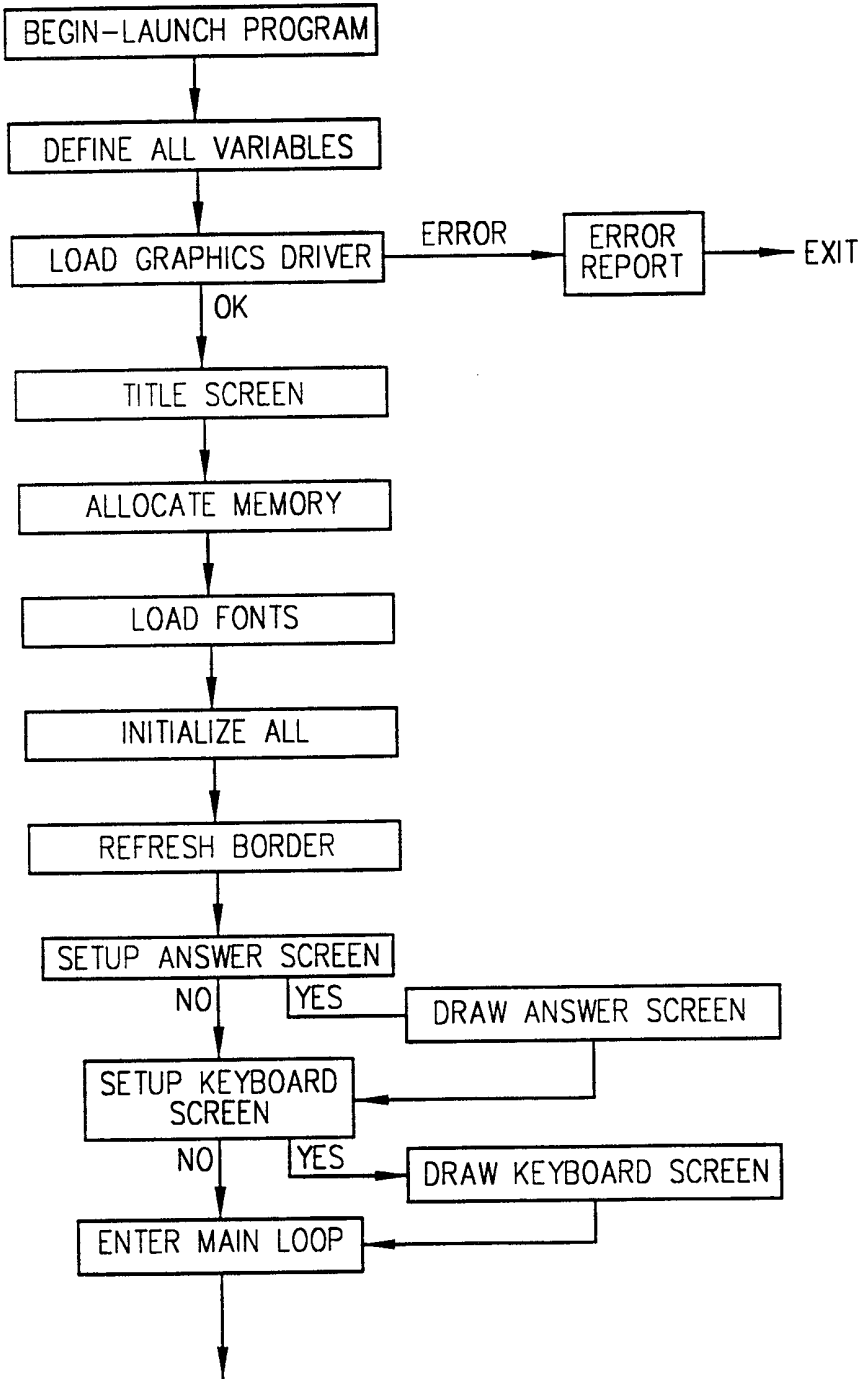 BEGIN-LAUNCH PROGRAM
DEFINE ALL VARIABLES
LOAD GRAPHICS DRIVER
ERROR
ERROR
REPORT
EXIT
OK
TITLE SCREEN
ALLOCATE MEMORY
LOAD FONTS
INITIALIZE ALL
REFRESH BORDER
SETUP ANSWER SCREEN
NO
YES
DRAW ANSWER SCREEN
SETUP KEYBOARD
SCREEN
NO
YES
DRAW KEYBOARD SCREEN
ENTER MAIN LOOP